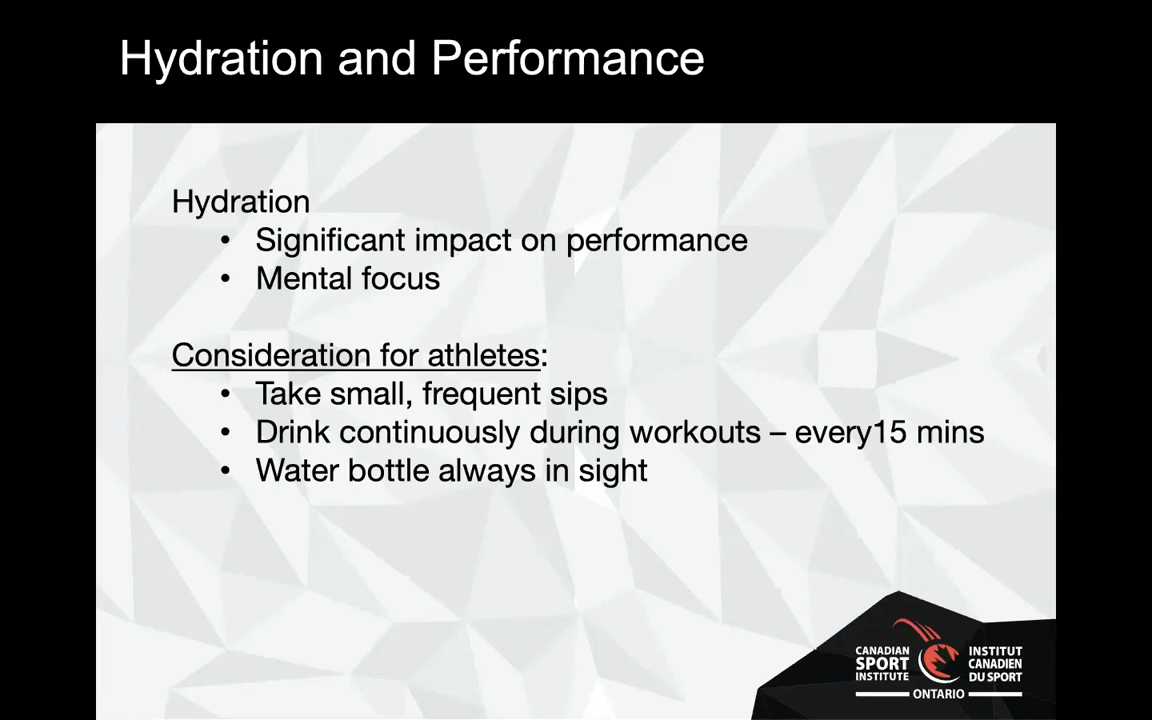 Hydration and Performance
Hydration
• Significant impact on performance
• Mental focus
Consideration for athletes:
• Take small, frequent sips
• Drink continuously during workouts – every15 mins
• Water bottle always in sight
CANADIAN
SPORT
INSTITUTE
INSTITUT
CANADIEN
DU SPORT
ONTARIO